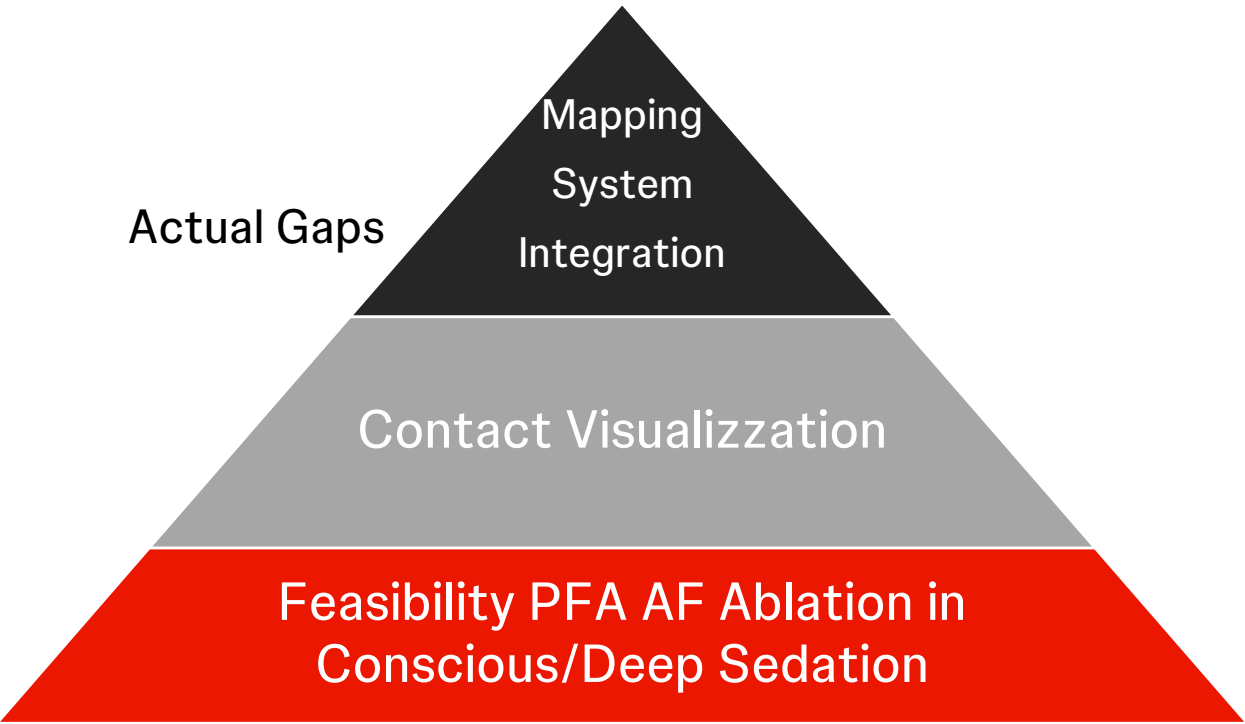 Mapping
System
Integration
Actual Gaps
Contact Visualizzation
Feasibility PFA AF Ablation in
Conscious/Deep Sedation